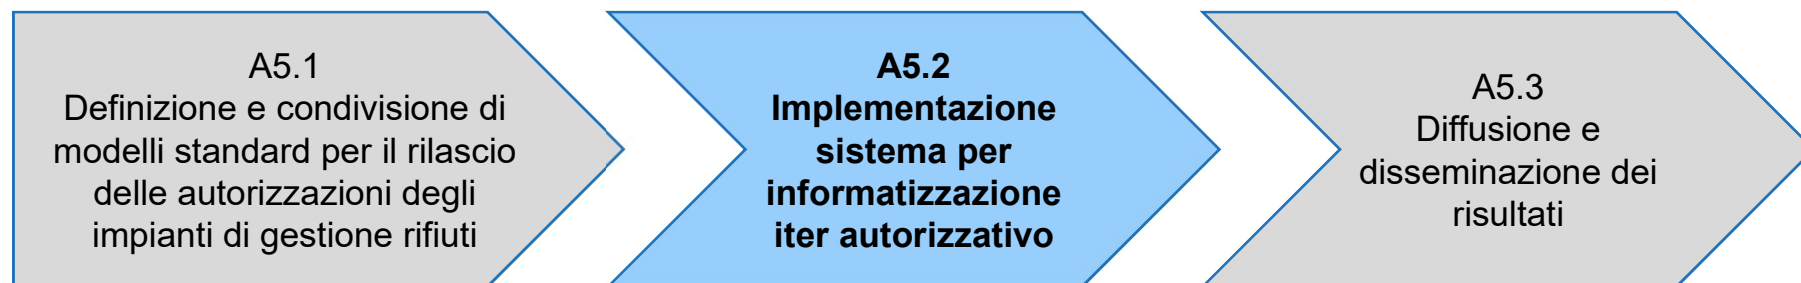 A5.1
Definizione e condivisione di
modelli standard per il rilascio
delle autorizzazioni degli
impianti di gestione rifiuti
A5.2
Implementazione
sistema per
informatizzazione
iter autorizzativo
A5.3
Diffusione e
disseminazione dei
risultati